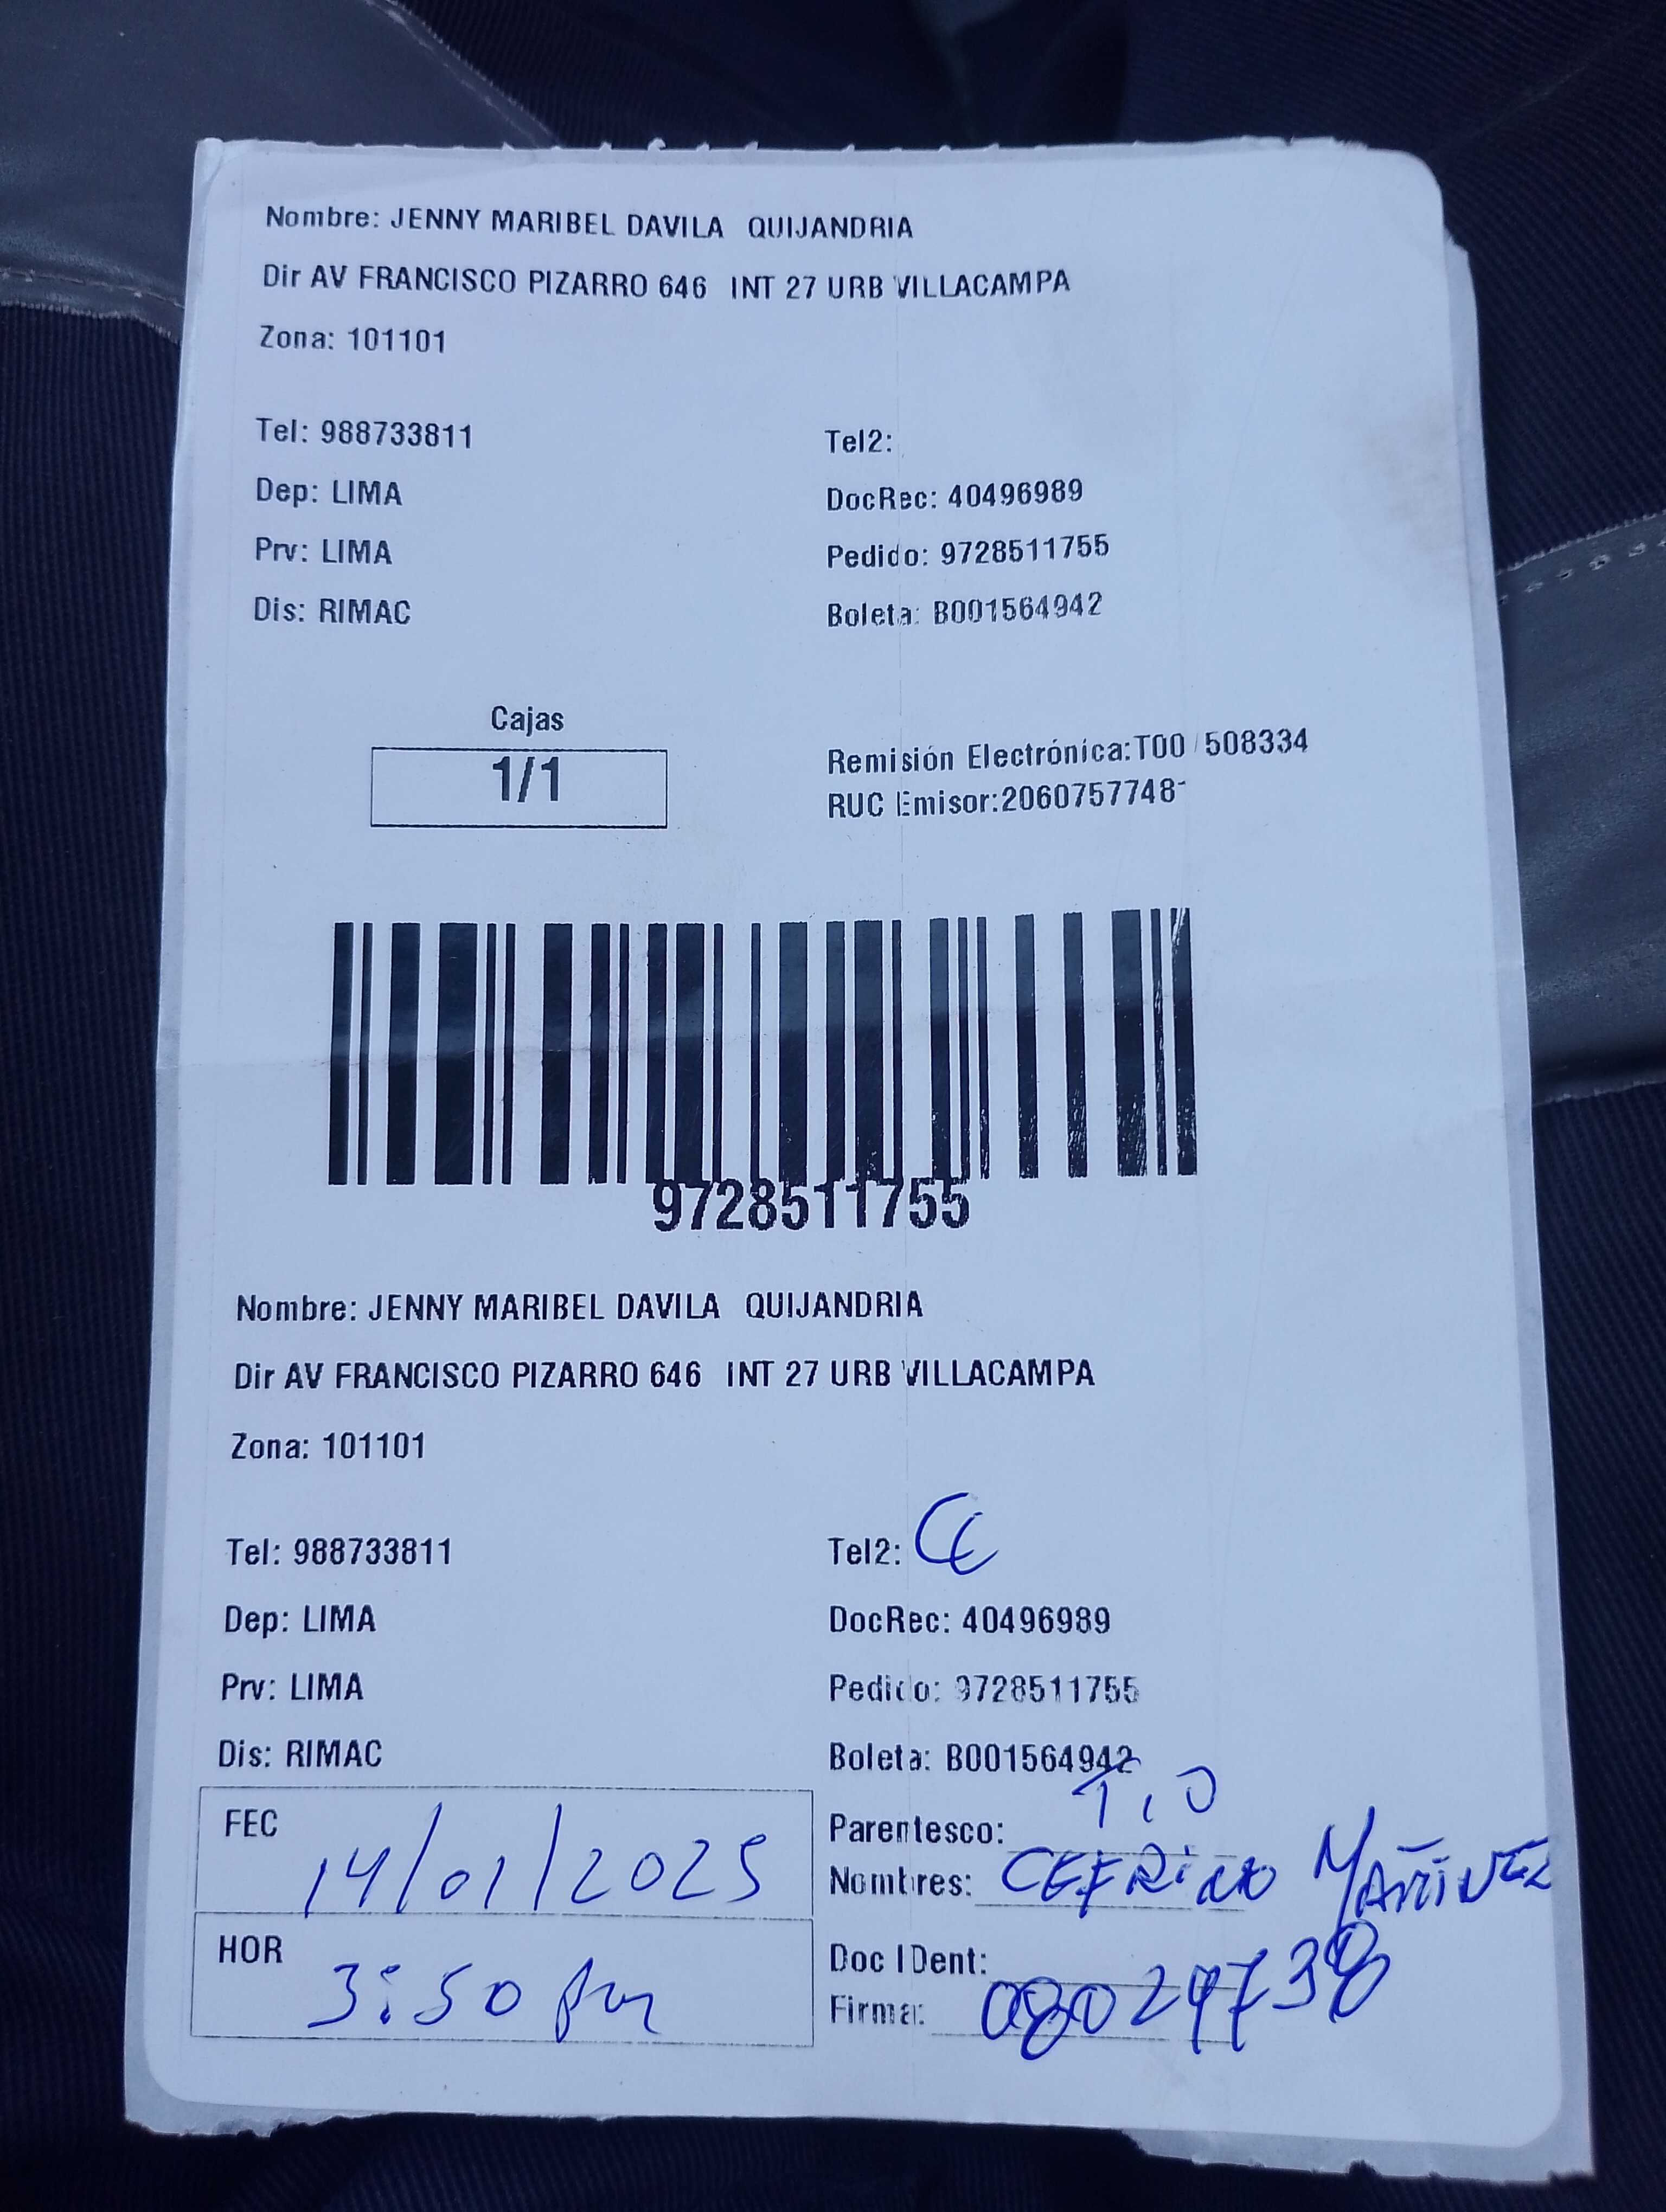 Nombre: JENNY MARIBEL DAVILA QUIJANDRIA
Dir AV FRANCISCO PIZARRO 646 INT 27 URB VILLACAMPA
Zona: 101101
Tel: 988733811
Tel2:
Dep: LIMA
DocRec: 40496989
Prv: LIMA
Pedido: 9728511755
Dis: RIMAC
Boleta: B001564942
Cajas
1/1
Remisión Electrónica:T00 508334
RUC Emisor:2060757748
9728511755
Nombre: JENNY MARIBEL DAVILA QUIJANDRIA
Dir AV FRANCISCO PIZARRO 646 INT 27 URB VILLACAMPA
Zona: 101101
Tel: 988733811
Tel2: CE
Dep: LIMA
DocRec: 40496989
Prv: LIMA
Pedido: 9728511755
Dis: RIMAC
Boleta: B001564942
FEC 14/01/2025
Parentesco: TIO
Nombres: CEFRINO
HOR 3:50 pm
Doc IDent:
Firma: